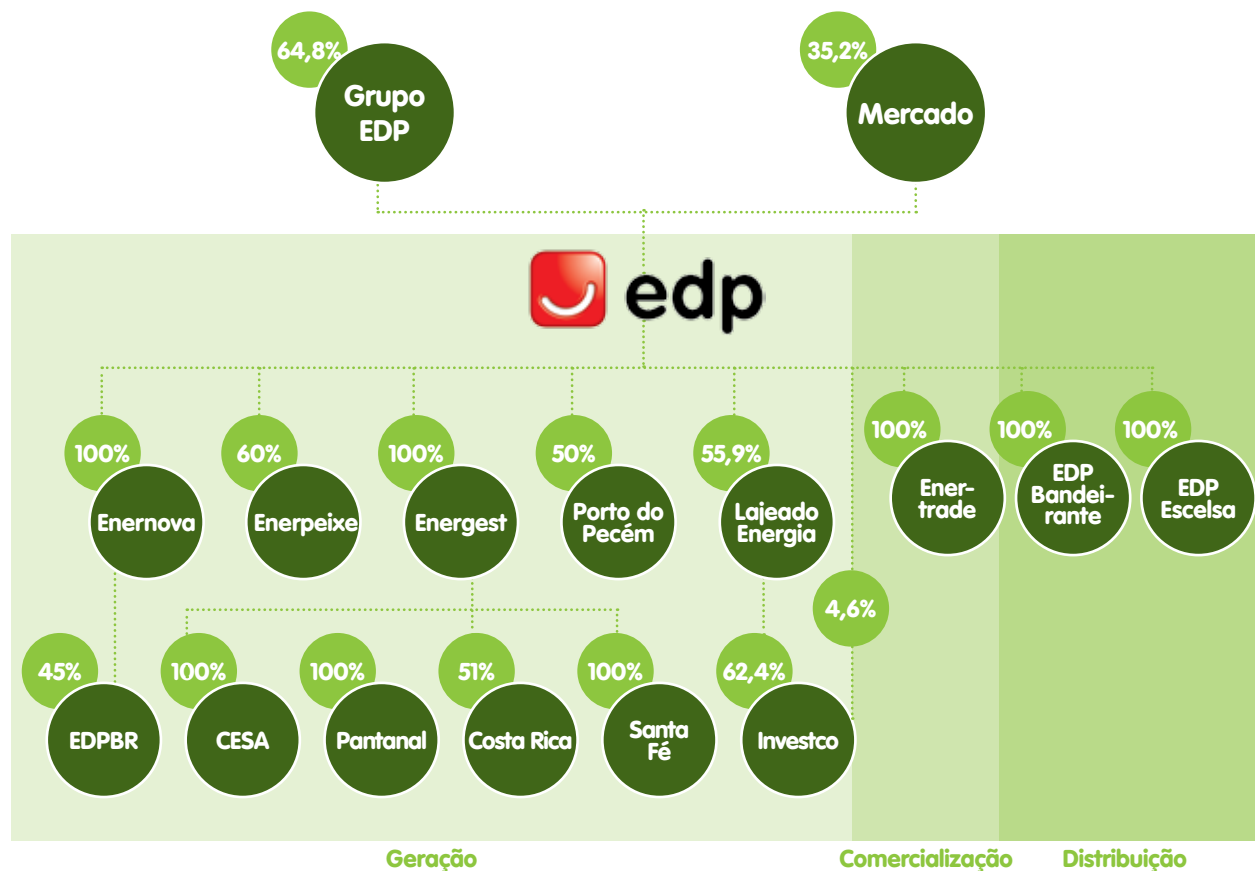 64,8%
Grupo
EDP
35,2%
Mercado
edp
100%
Enernova
60%
Enerpeixe
100%
Energest
50%
Porto do
Pecém
55,9%
Lajeado
Energia
100%
Ener-
trade
100%
EDP
Bandei-
rante
100%
EDP
Escelsa
4,6%
45%
EDPBR
100%
CESA
100%
Pantanal
51%
Costa Rica
100%
Santa
Fé
62,4%
Investco
Geração
Comercialização
Distribuição